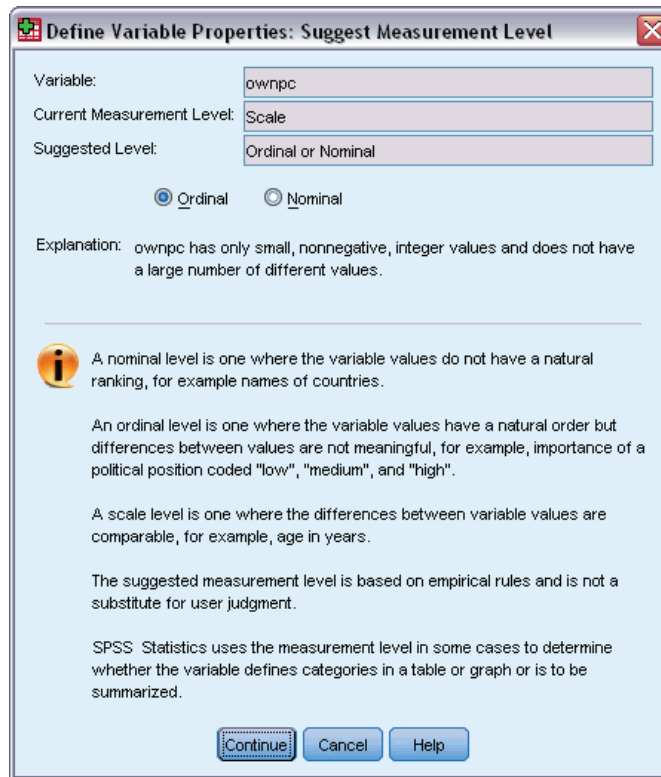 Define Variable Properties: Suggest Measurement Level
Variable: ownpc
Current Measurement Level: Scale
Suggested Level: Ordinal or Nominal
Ordinal Nominal
Explanation: ownpc has only small, nonnegative, integer values and does not have
a large number of different values.
A nominal level is one where the variable values do not have a natural
ranking, for example names of countries.
An ordinal level is one where the variable values have a natural order but
differences between values are not meaningful, for example, importance of a
political position coded "low", "medium", and "high".
A scale level is one where the differences between variable values are
comparable, for example, age in years.
The suggested measurement level is based on empirical rules and is not a
substitute for user judgment.
SPSS Statistics uses the measurement level in some cases to determine
whether the variable defines categories in a table or graph or is to be
summarized.
Continue Cancel Help